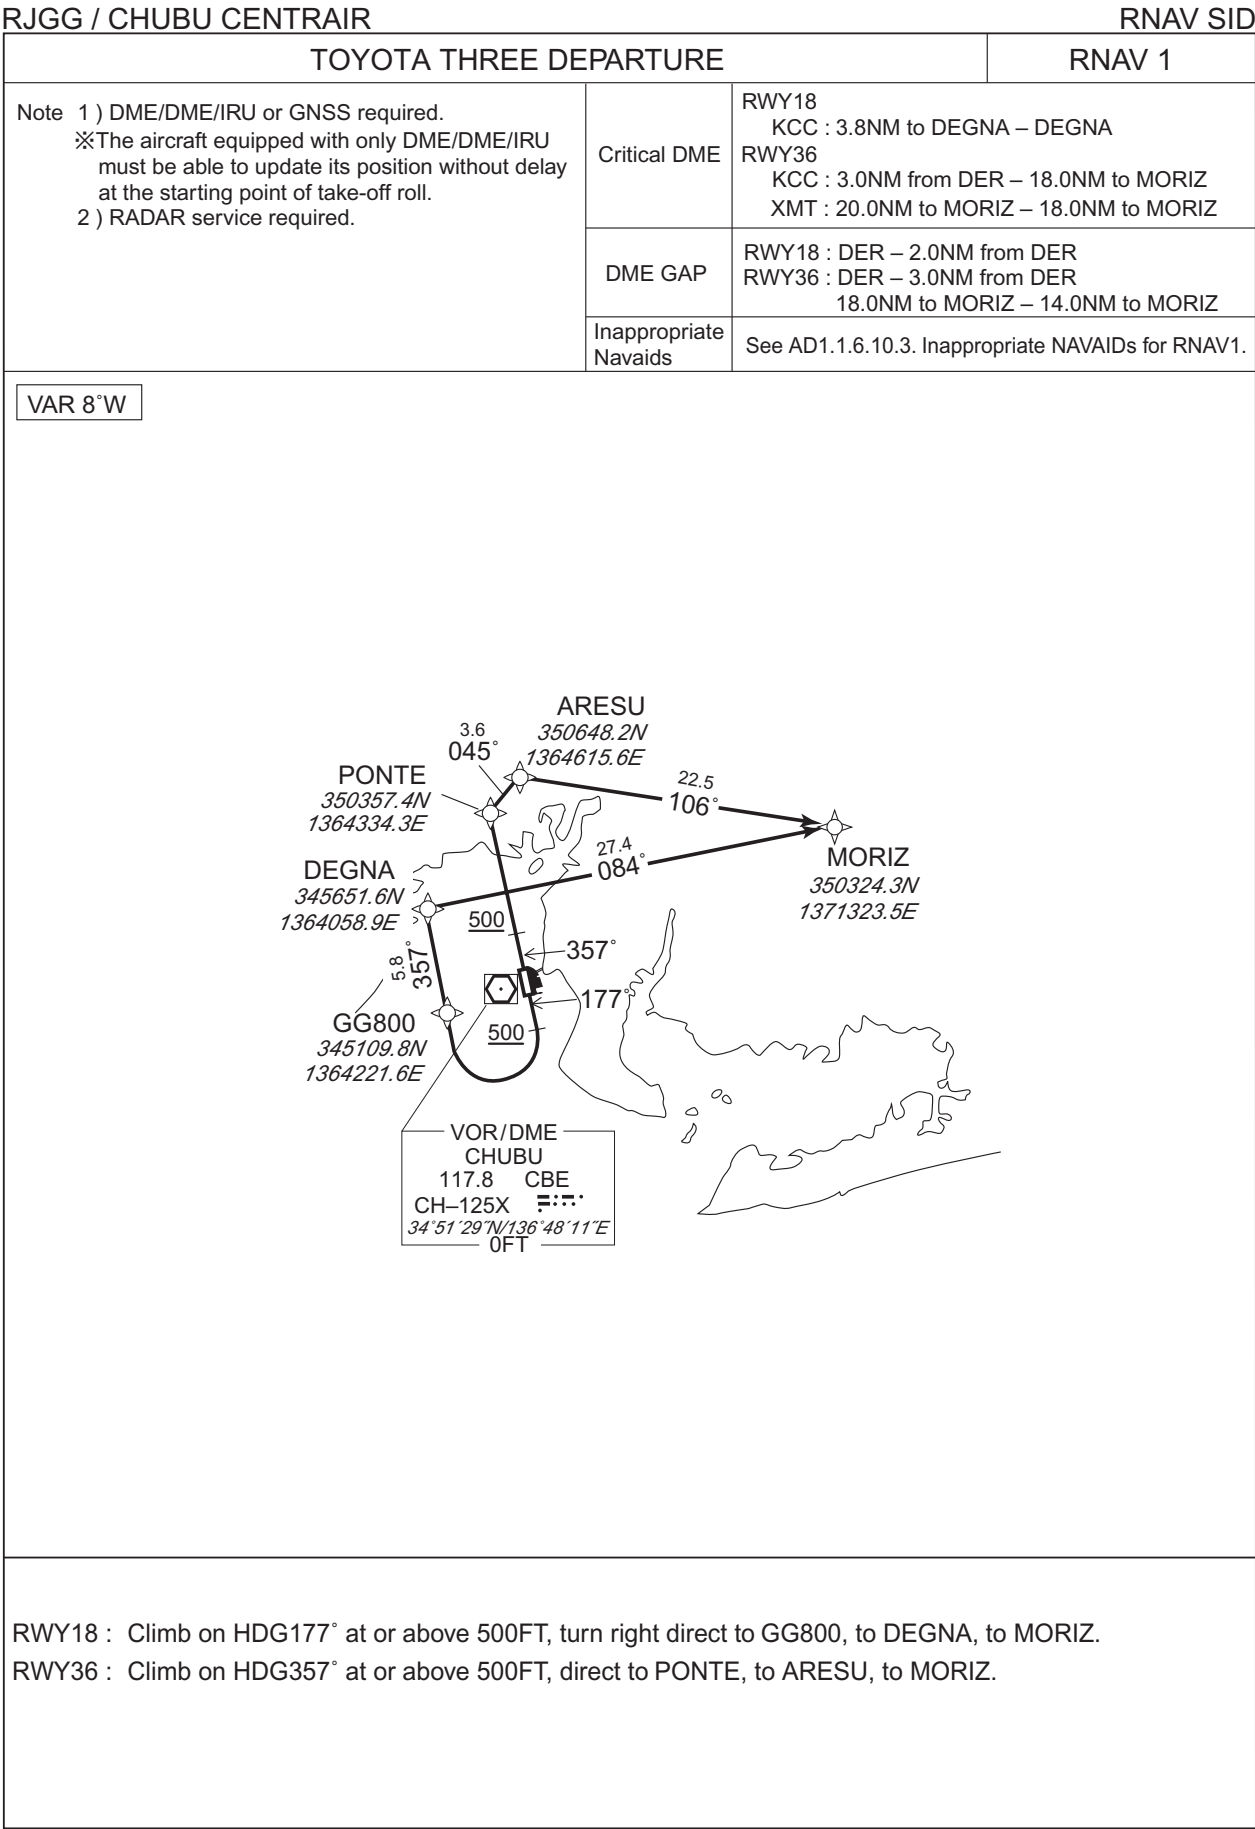 RJGG / CHUBU CENTRAIR
RNAV SID
TOYOTA THREE DEPARTURE
RNAV 1
Note 1 ) DME/DME/IRU or GNSS required.
※The aircraft equipped with only DME/DME/IRU
must be able to update its position without delay
at the starting point of take-off roll.
2 ) RADAR service required.
Critical DME
RWY18
KCC : 3.8NM to DEGNA – DEGNA
RWY36
KCC : 3.0NM from DER – 18.0NM to MORIZ
XMT : 20.0NM to MORIZ – 18.0NM to MORIZ
DME GAP
RWY18 : DER – 2.0NM from DER
RWY36 : DER – 3.0NM from DER
18.0NM to MORIZ – 14.0NM to MORIZ
Inappropriate
Navaids
See AD1.1.6.10.3. Inappropriate NAVAIDs for RNAV1.
VAR 8˚W
ARESU
350648.2N
1364615.6E
3.6
045˚
PONTE
350357.4N
1364334.3E
22.5
106˚
27.4
084˚
MORIZ
350324.3N
1371323.5E
DEGNA
345651.6N
1364058.9E
500
357˚
5.8
357˚
177˚
GG800
345109.8N
1364221.6E
500
VOR/DME
CHUBU
117.8 CBE
CH–125X
34˚51´29˝N/136˚48´11˝E
0FT
RWY18 : Climb on HDG177˚ at or above 500FT, turn right direct to GG800, to DEGNA, to MORIZ.
RWY36 : Climb on HDG357˚ at or above 500FT, direct to PONTE, to ARESU, to MORIZ.